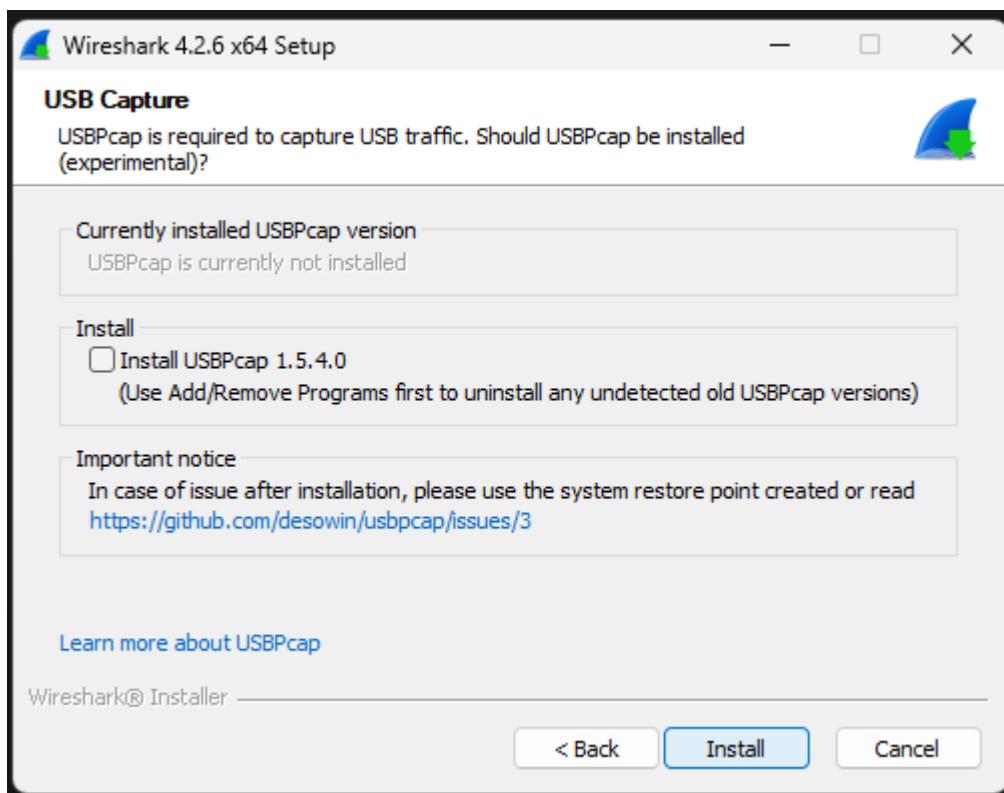 Wireshark 4.2.6 x64 Setup
USB Capture
USBPcap is required to capture USB traffic. Should USBPcap be installed
(experimental)?
Currently installed USBPcap version
USBPcap is currently not installed
Install
Install USBPcap 1.5.4.0
(Use Add/Remove Programs first to uninstall any undetected old USBPcap versions)
Important notice
In case of issue after installation, please use the system restore point created or read
https://github.com/desowin/usbpcap/issues/3
Learn more about USBPcap
Wireshark® Installer
< Back
Install
Cancel